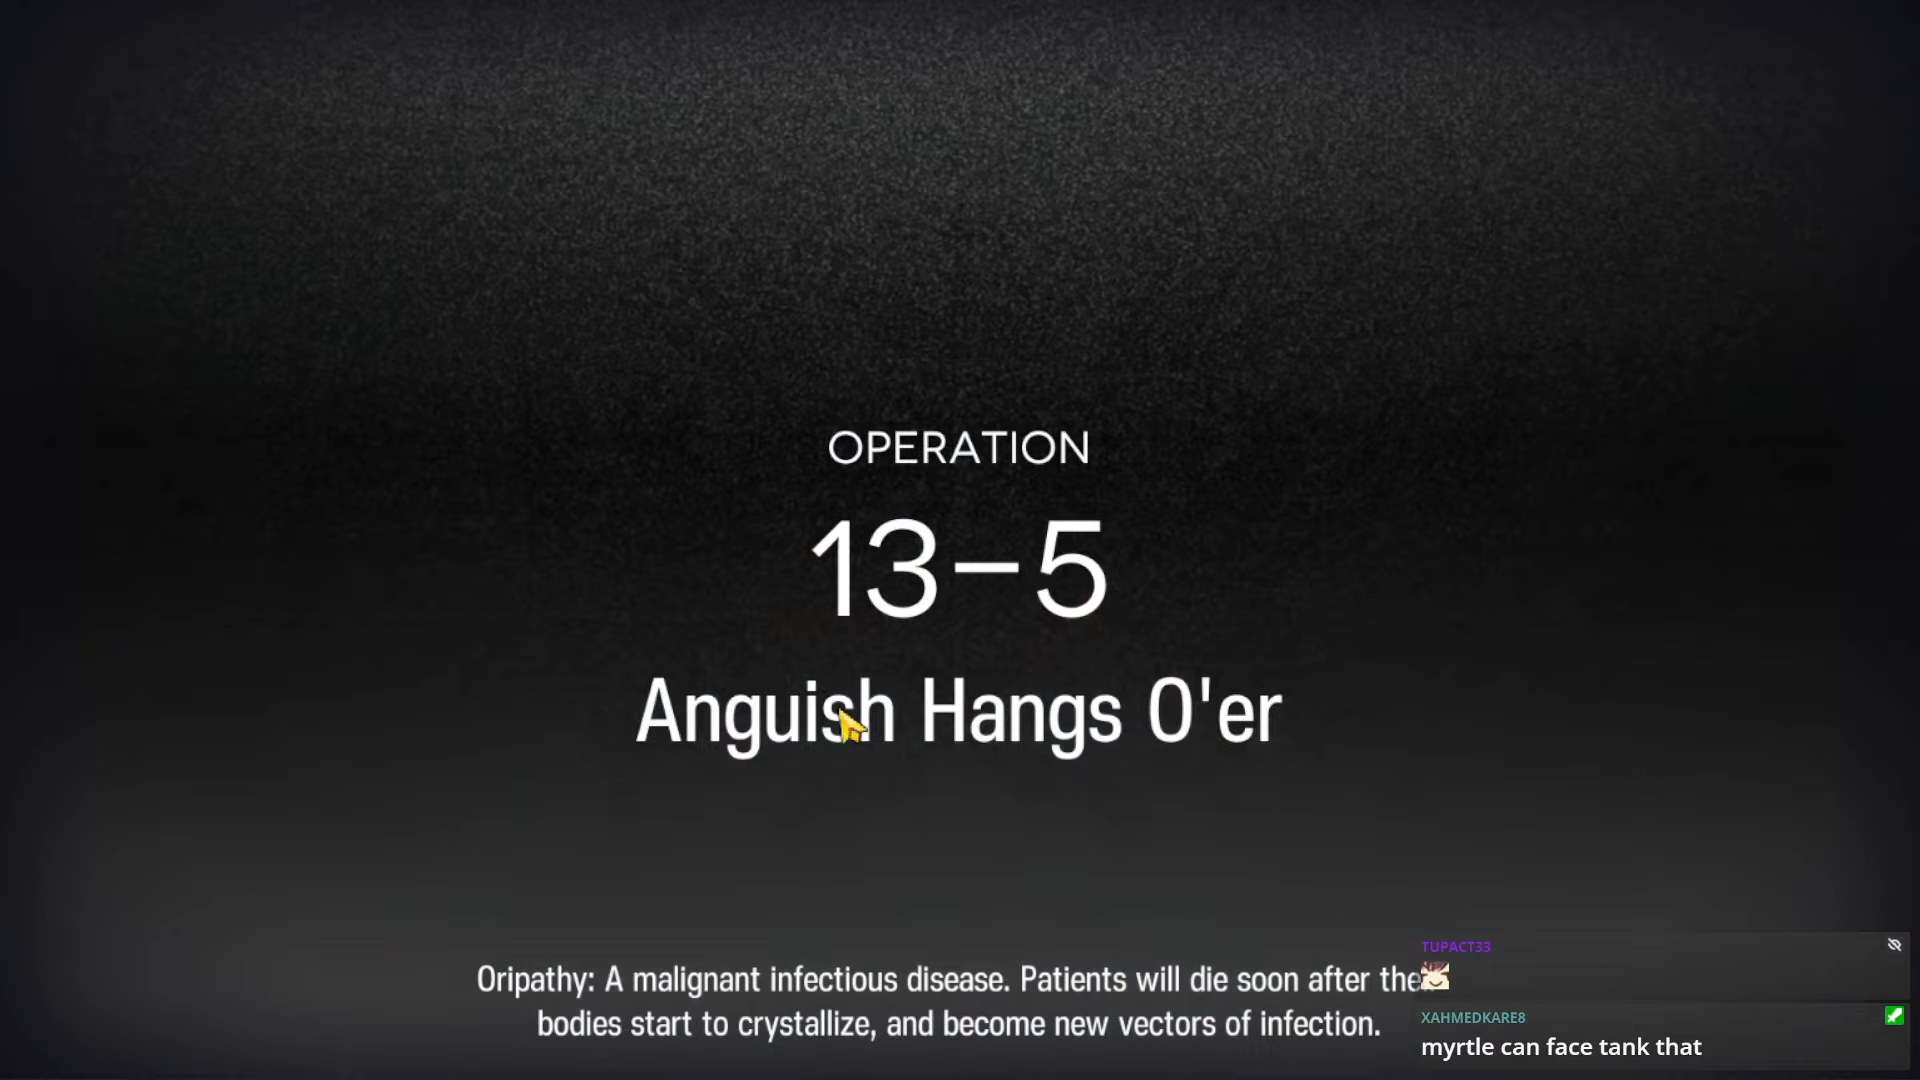 OPERATION
13-5
Anguish Hangs O'er
Oripathy: A malignant infectious disease. Patients will die soon after the
bodies start to crystallize, and become new vectors of infection.
TUPACT33
XAHMEDKARE8
myrtle can face tank that